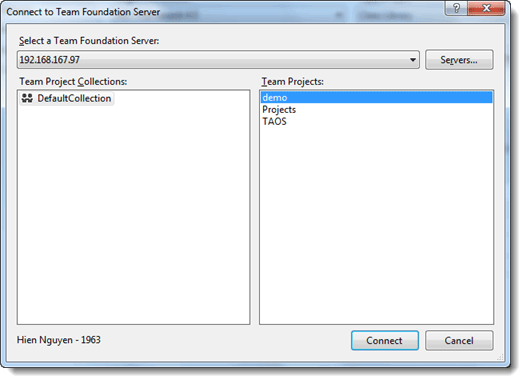 Connect to Team Foundation Server
Select a Team Foundation Server:
192.168.167.97
Servers...
Team Project Collections:
Team Projects:
DefaultCollection
demo
Projects
TAOS
Hien Nguyen - 1963
Connect
Cancel